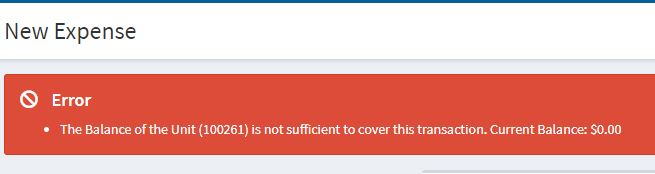 New Expense
Error
• The Balance of the Unit (100261) is not sufficient to cover this transaction. Current Balance: $0.00